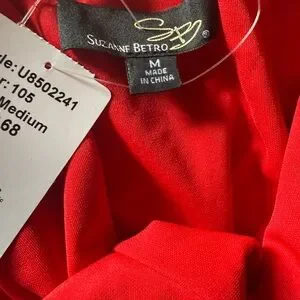 SUZANNE BETRO
M
MADE
IN CHINA
le: U8502241
r: 105
Medium
68